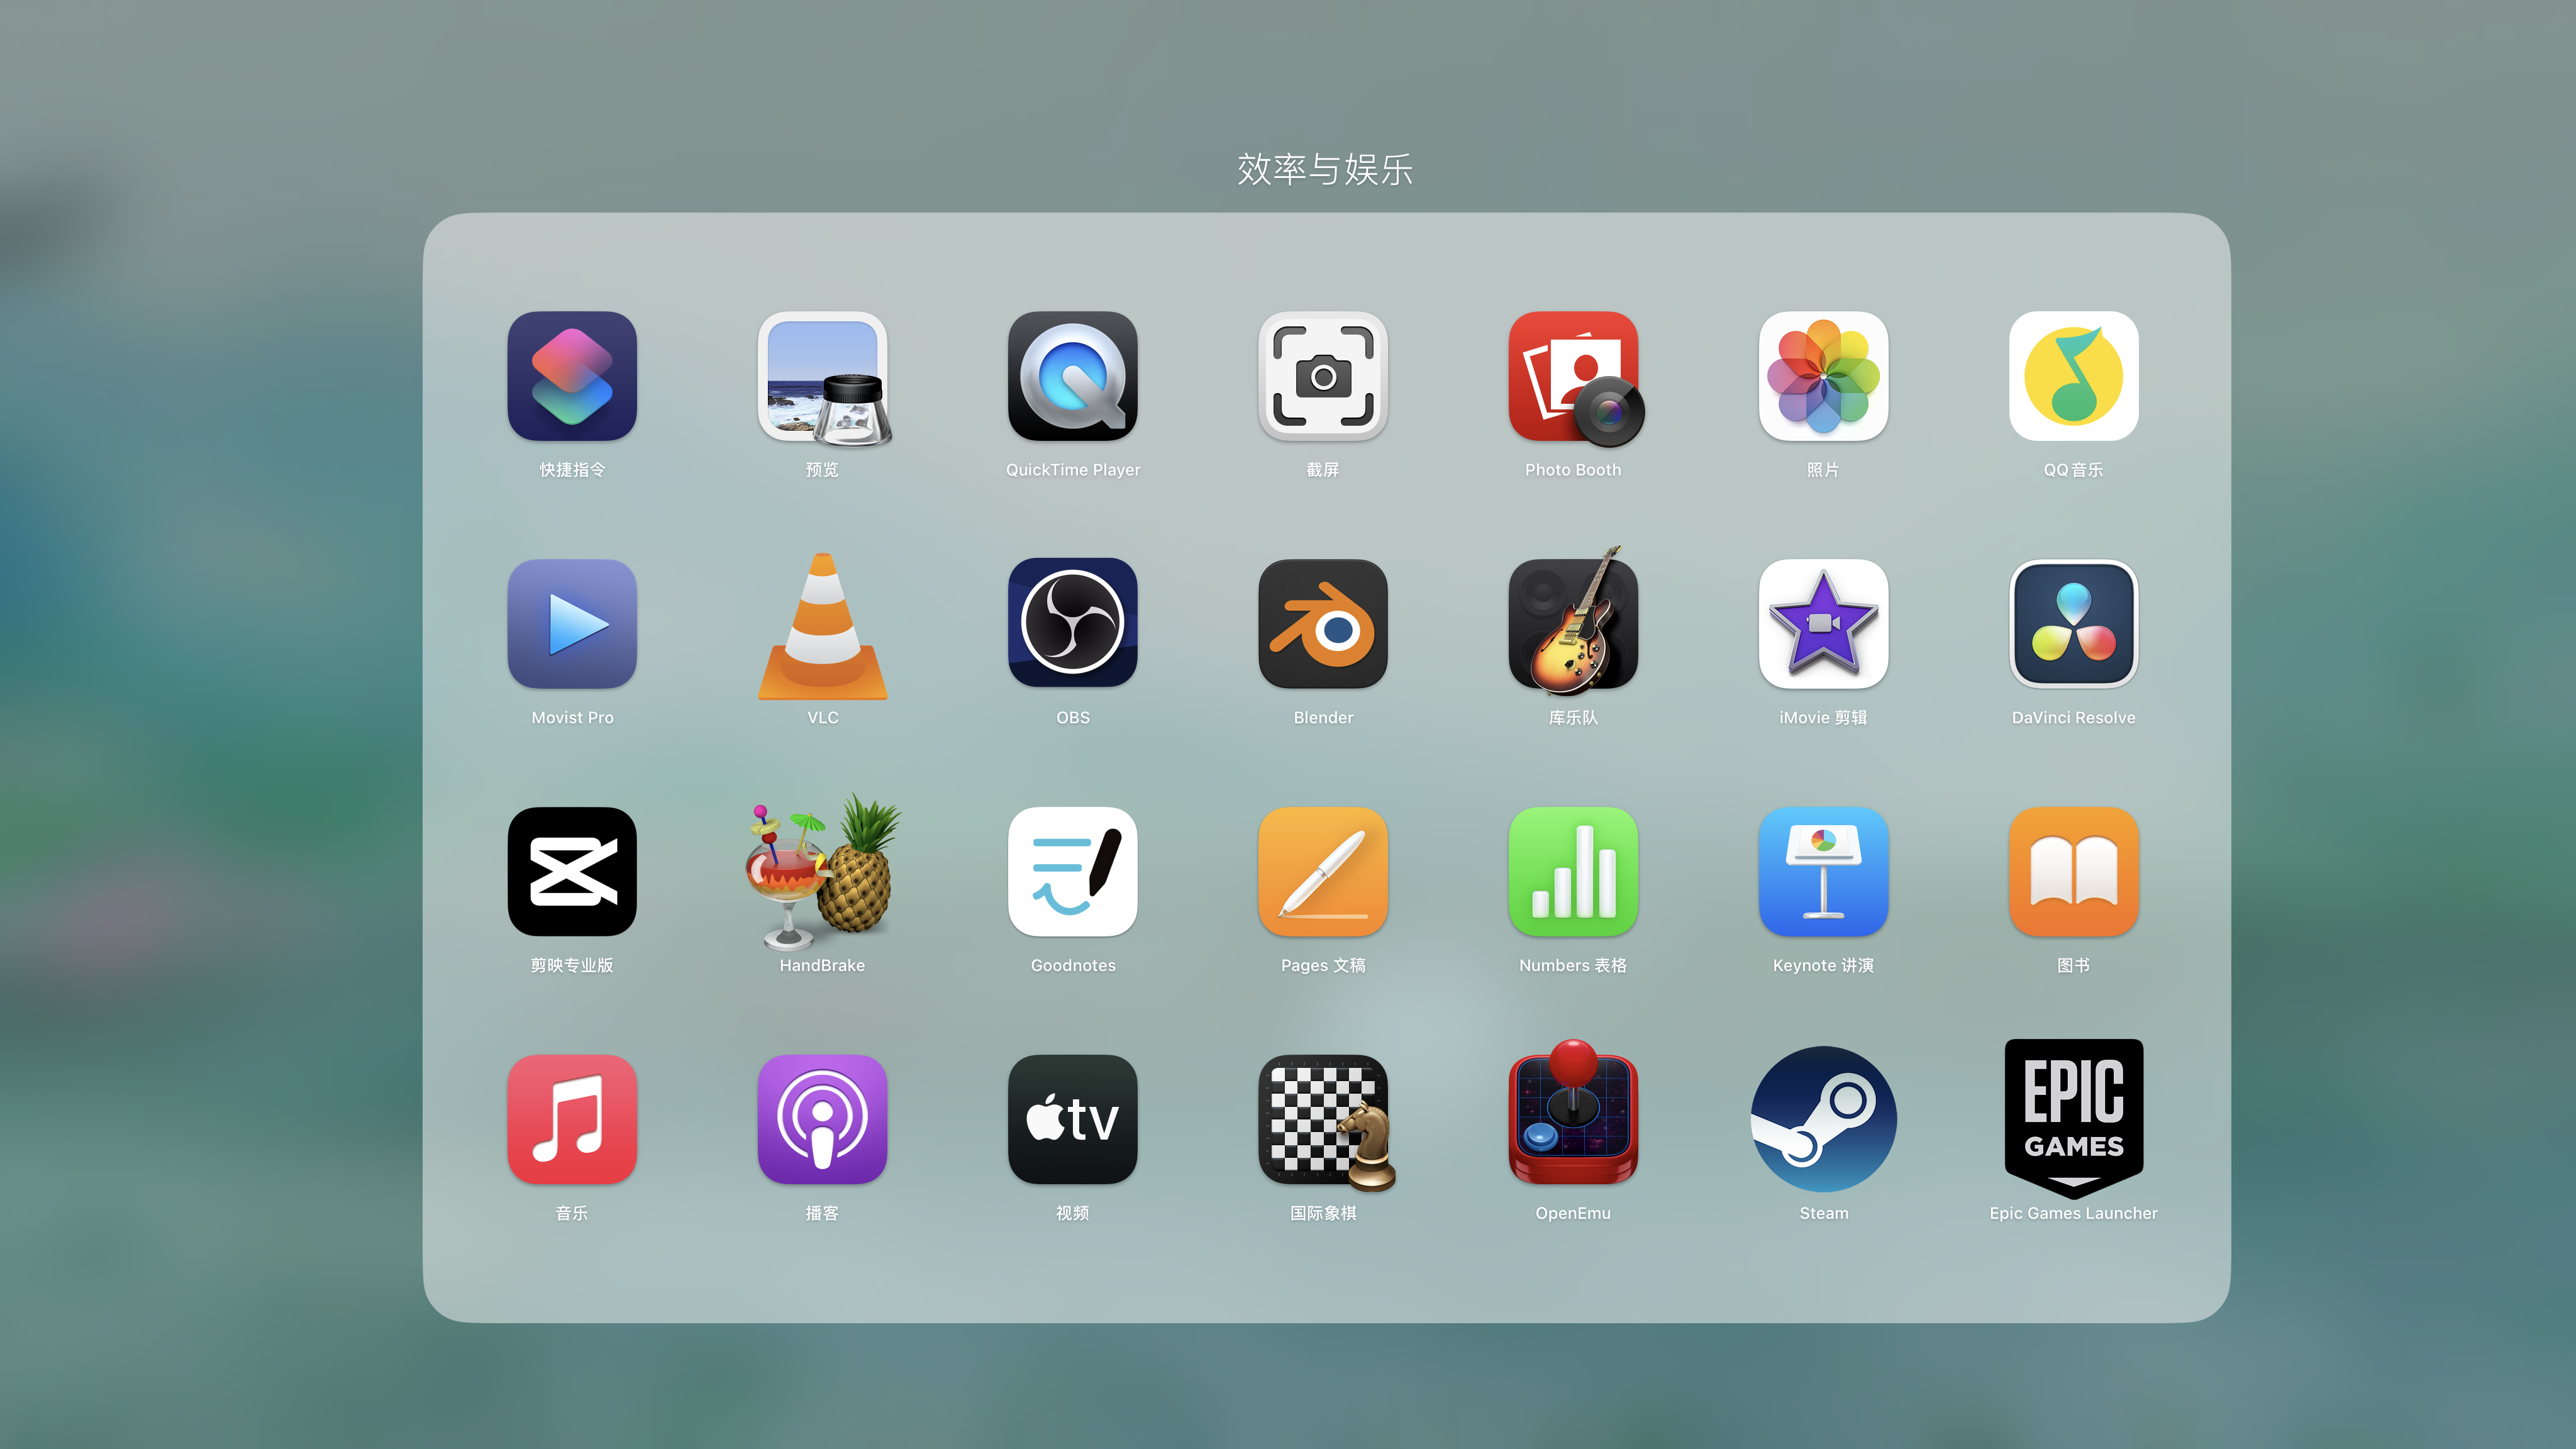 效率与娱乐
快捷指令
预览
QuickTime Player
截屏
Photo Booth
照片
QQ音乐
Movist Pro
VLC
OBS
Blender
库乐队
iMovie 剪辑
DaVinci Resolve
剪映专业版
HandBrake
Goodnotes
Pages 文稿
Numbers 表格
Keynote 讲演
图书
tv
EPIC
GAMES
音乐
播客
视频
国际象棋
OpenEmu
Steam
Epic Games Launcher